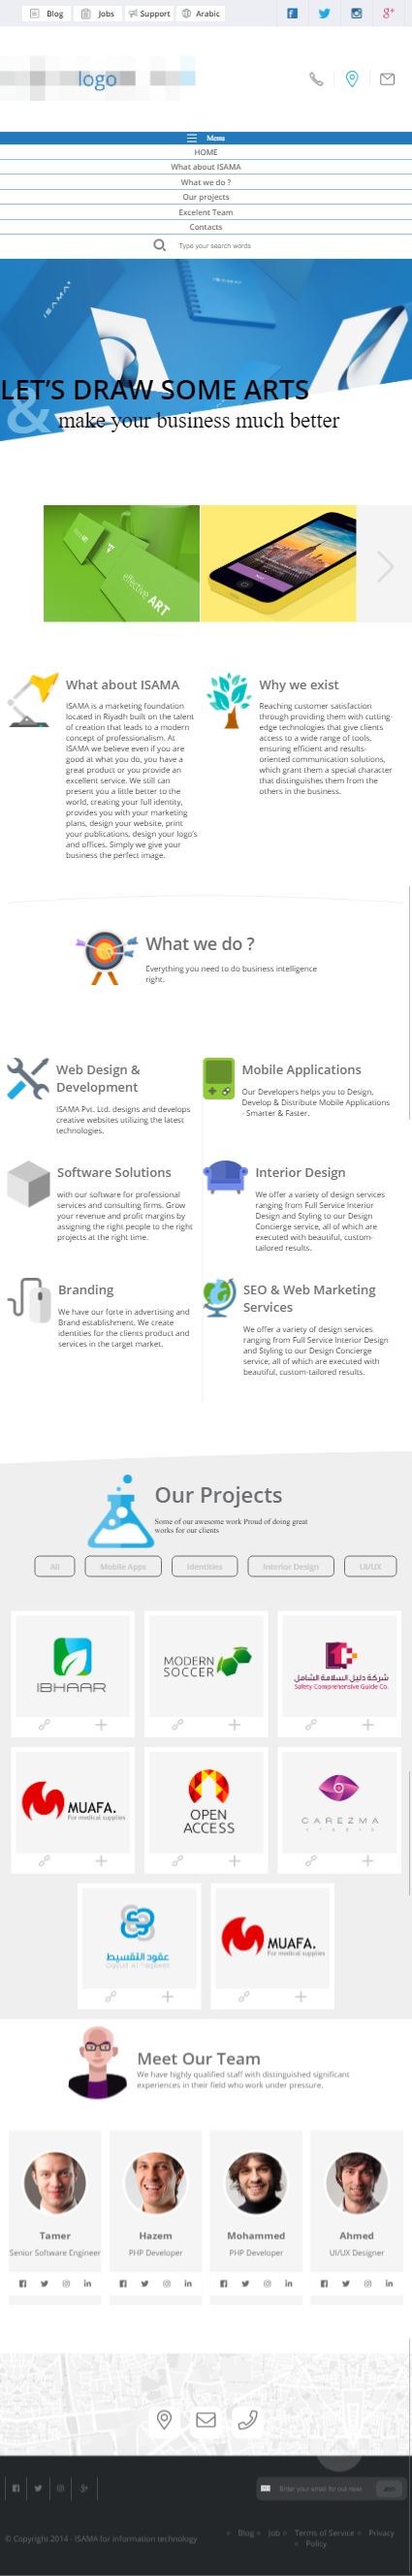 Blog
Jobs
Support
Arabic
logo
Menu
HOME
What about ISAMA
What we do ?
Our projects
Excelent Team
Contacts
Type your search words
ISAMA
LET'S DRAW SOME ARTS
&
make your business much better
effective ART
What about ISAMA
ISAMA is a marketing foundation
located in Riyadh built on the talent
of creation that leads to a modern
concept of professionalism. At
ISAMA we believe even if you are
good at what you do, you have a
great product or you provide an
excellent service. We still can
present you a little better to the
world, creating your full identity,
provides you with your marketing
plans, design your website, print
your publications, design your logo's
and offices. Simply we give your
business the perfect image.
Why we exist
Reaching customer satisfaction
through providing them with cutting-
edge technologies that give clients
access to a wide range of tools,
ensuring efficient and results-
oriented communication solutions,
which grant them a special character
that distinguishes them from the
others in the business.
What we do ?
Everything you need to do business intelligence
right.
Web Design &
Development
ISAMA Pvt. Ltd. designs and develops
creative websites utilizing the latest
technologies.
Mobile Applications
Our Developers helps you to Design,
Develop & Distribute Mobile Applications
- Smarter & Faster.
Software Solutions
with our software for professional
services and consulting firms. Grow
your revenue and profit margins by
assigning the right people to the right
projects at the right time.
Interior Design
We offer a variety of design services
ranging from Full Service Interior
Design and Styling to our Design
Concierge service, all of which are
executed with beautiful, custom-
tailored results.
Branding
We have our forte in advertising and
Brand establishment. We create
identities for the clients product and
services in the target market.
SEO & Web Marketing
Services
We offer a variety of design services
ranging from Full Service Interior Design
and Styling to our Design Concierge
service, all of which are executed with
beautiful, custom-tailored results.
Our Projects
Some of our awesome work Proud of doing great
works for our clients
All
Mobile Apps
Identities
Interior Design
UI/UX
IBHAAR
MODERN
SOCCER
شركة دليل السلامة الشامل
Safety Comprehensive Guide Co.
MUAFA.
For medical supplies
OPEN
ACCESS
CAREZMA
عقود التقسيط
Oqoud Al Taqseet
MUAFA.
For medical supplies
Meet Our Team
We have highly qualified staff with distinguished significant
experiences in their field who work under pressure.
Tamer
Senior Software Engineer
Hazem
PHP Developer
Mohammed
PHP Developer
Ahmed
UI/UX Designer
Enter your email for out news
Join
© Copyright 2014 - ISAMA for information technology
Blog
Job
Terms of Service
Privacy
Policy